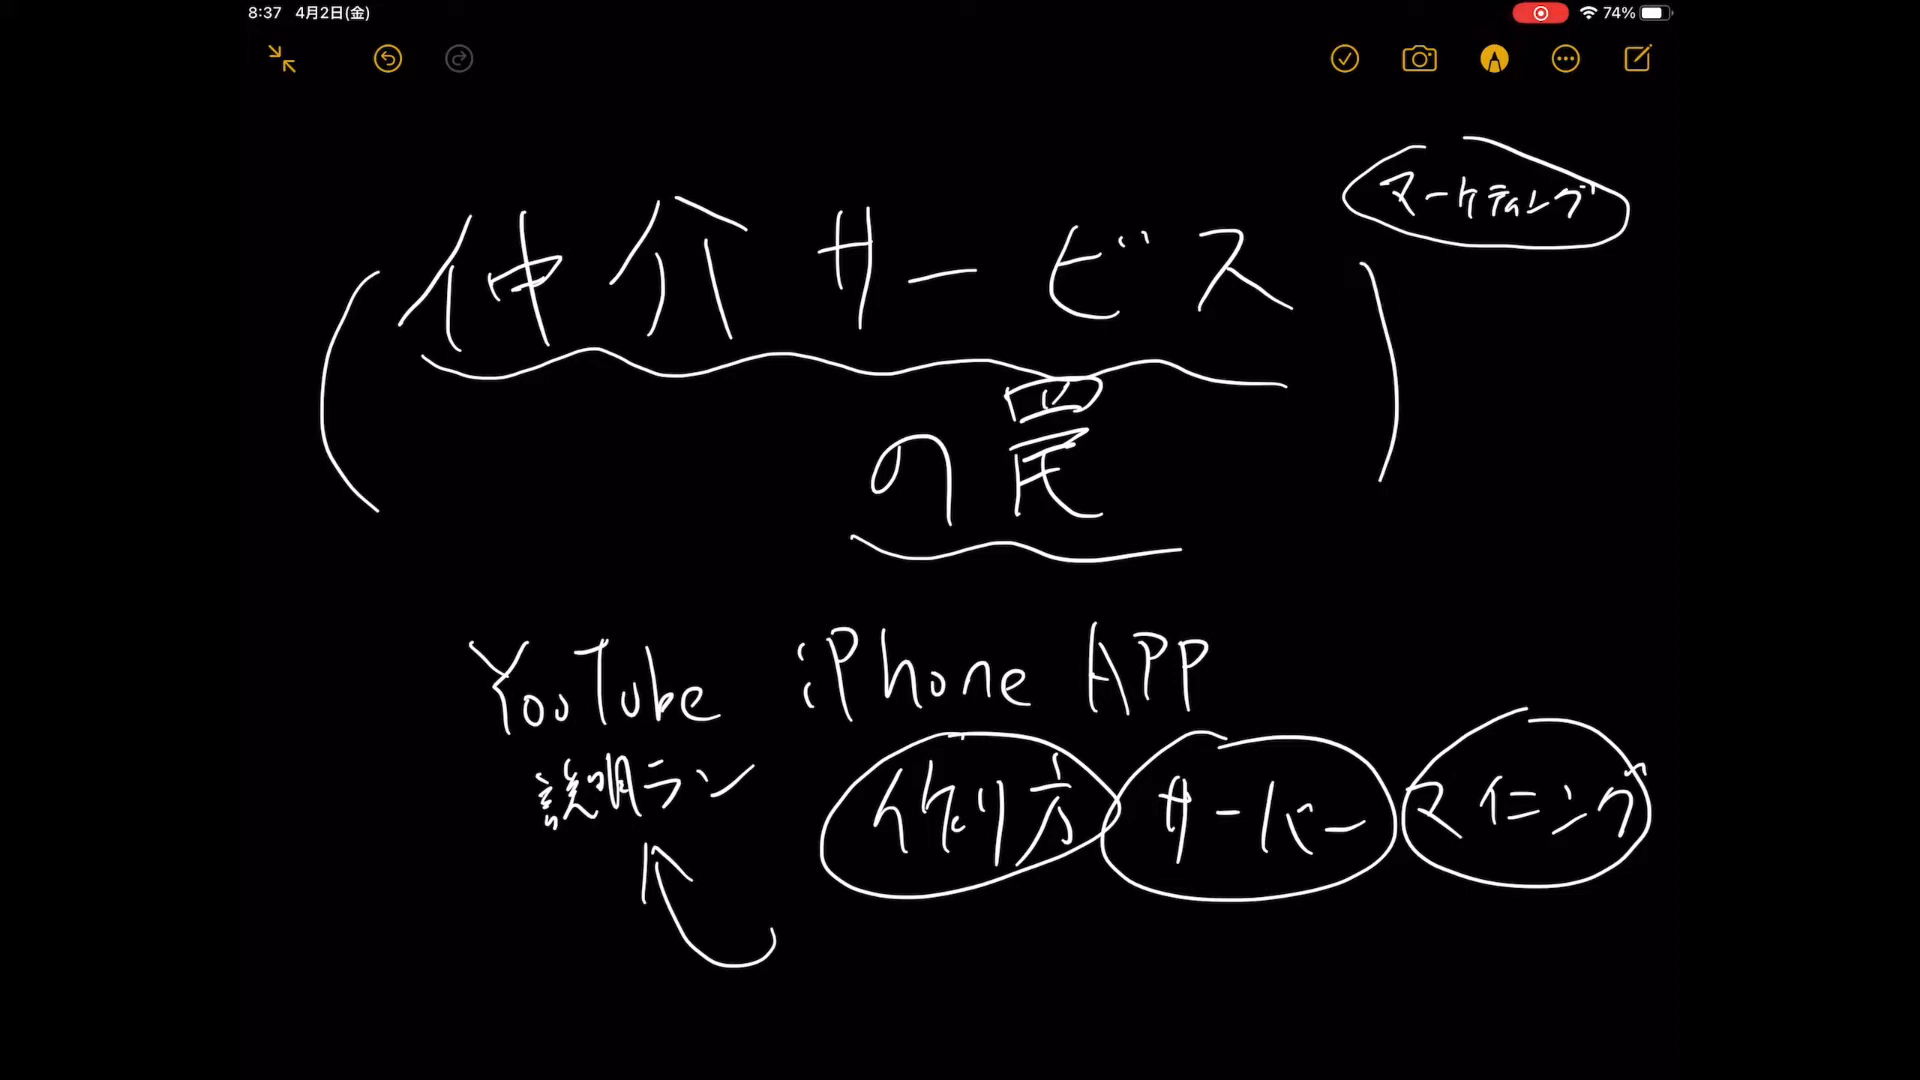 8:37 4月2日(金)
74%
マーケティング
(仲介サービス
の罠)
YouTube iPhone APP
説明ラン
作り方 サーバー マイニング